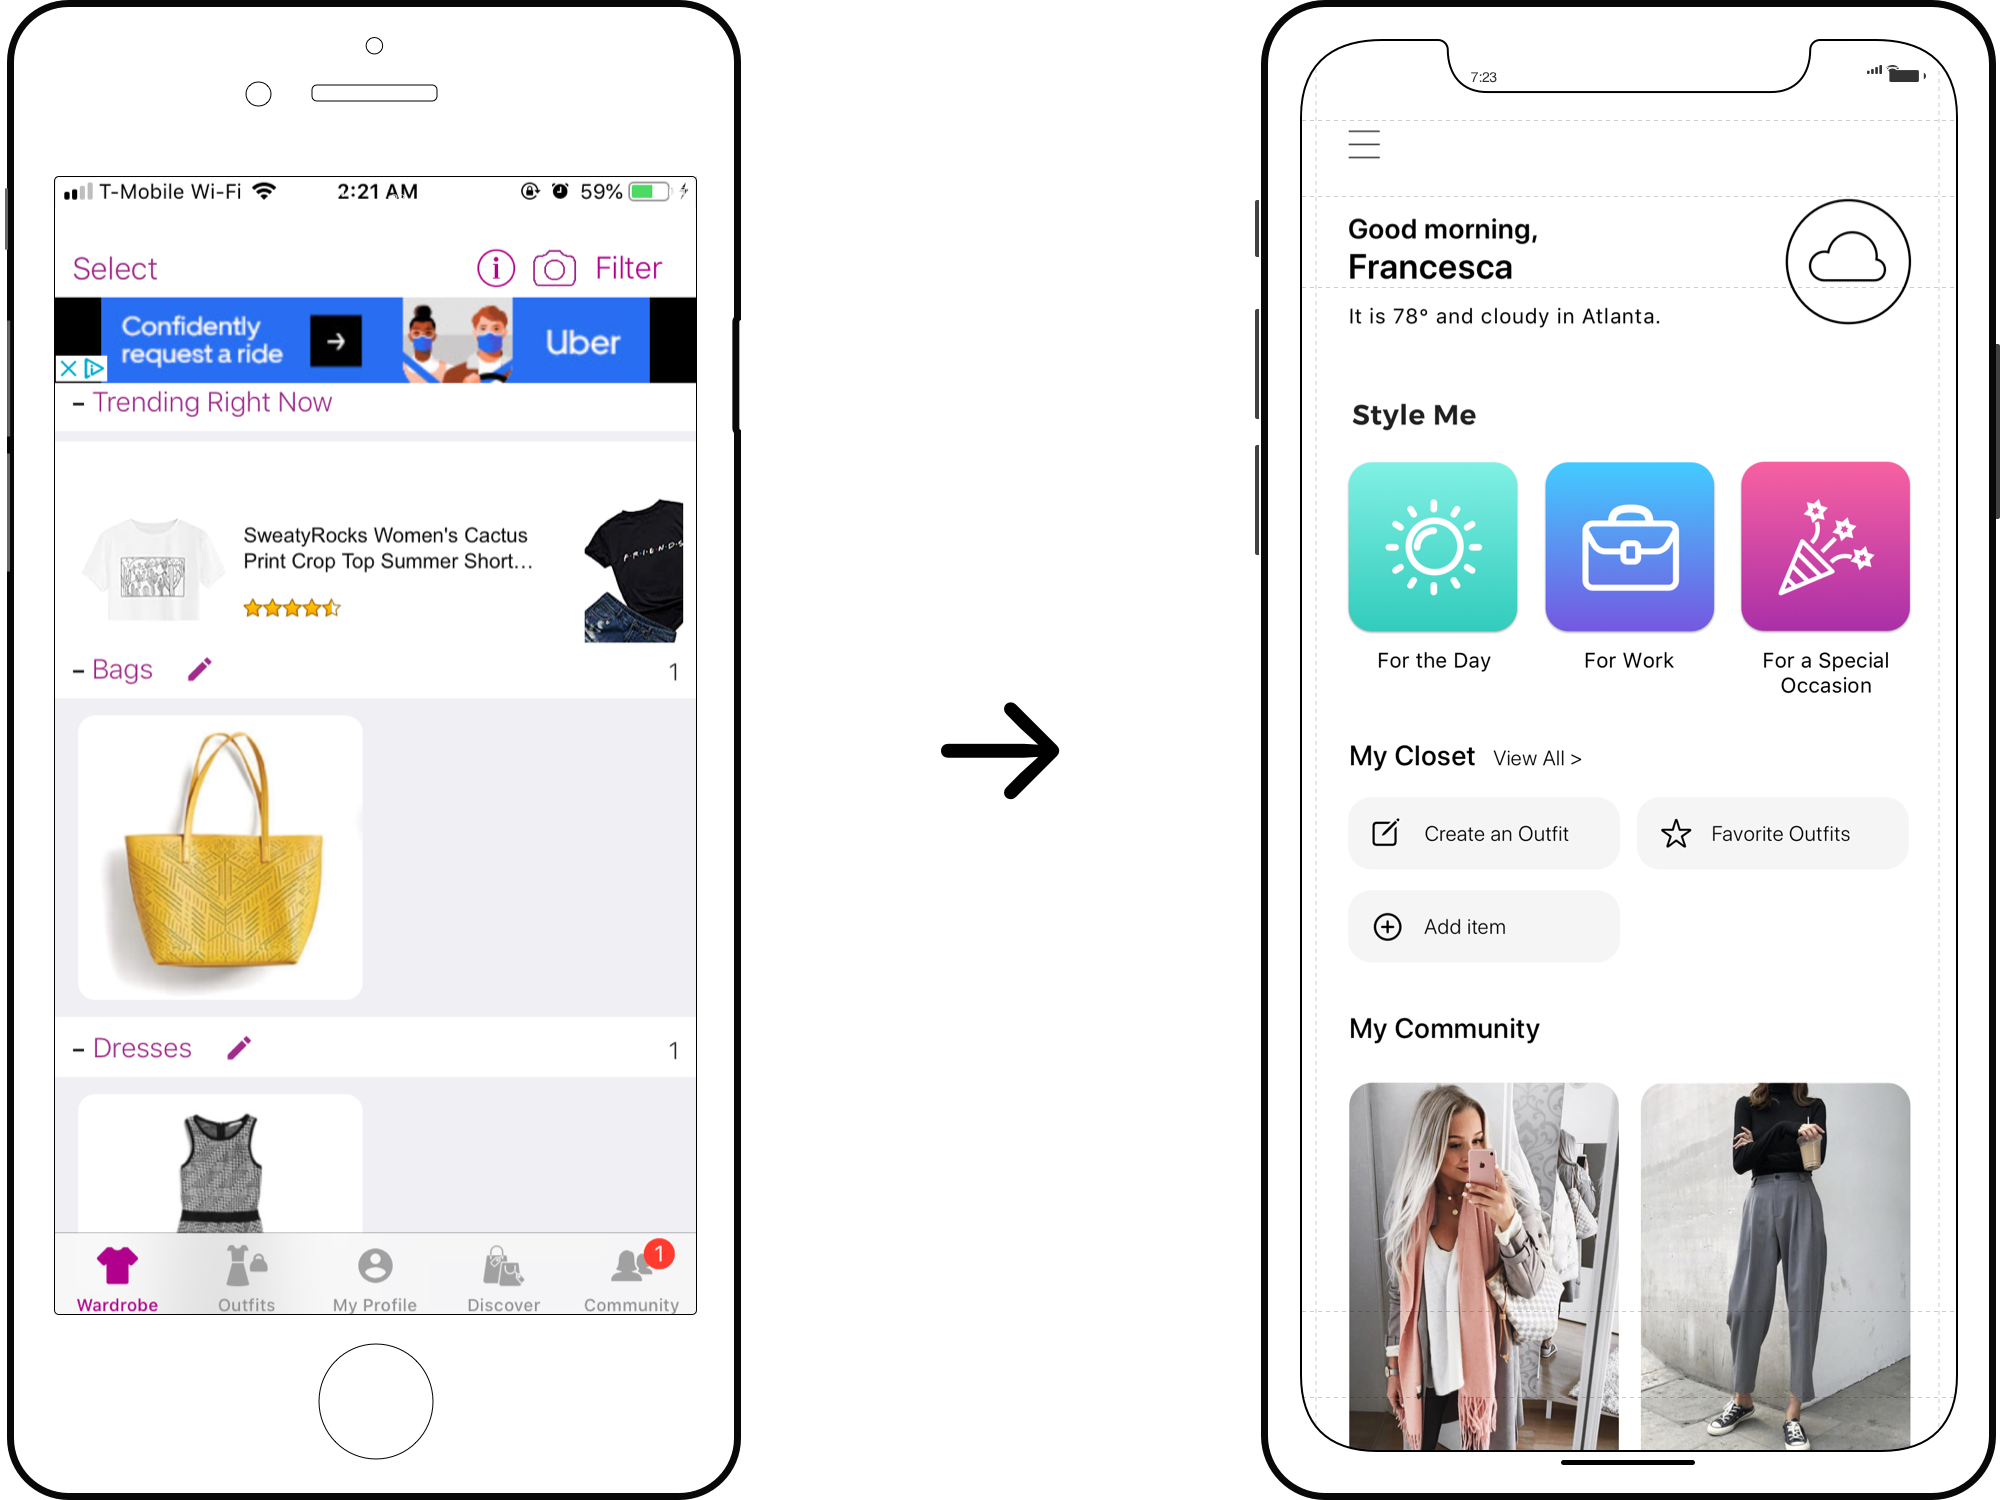 T-Mobile Wi-Fi 2:21 AM 59%
Select Filter
Confidently
request a ride
Uber
- Trending Right Now
SweatyRocks Women's Cactus
Print Crop Top Summer Short...
F·R·I·E·N·D·S
- Bags 1
- Dresses 1
1
Wardrobe Outfits My Profile Discover Community
7:23
Good morning,
Francesca
It is 78° and cloudy in Atlanta.
Style Me
For the Day
For Work
For a Special
Occasion
My Closet View All >
Create an Outfit
Favorite Outfits
Add item
My Community